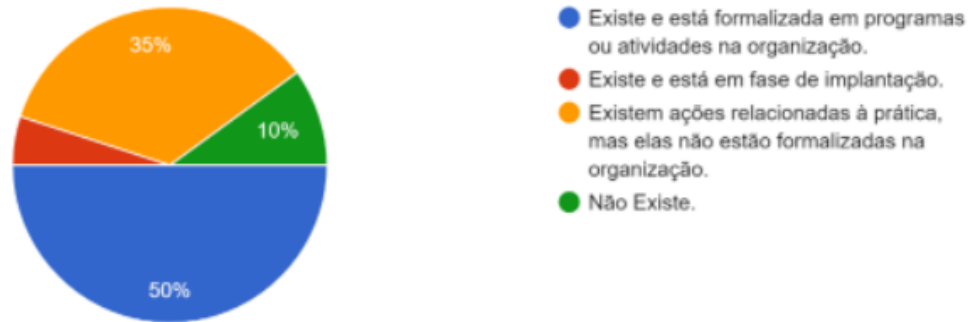 35%
10%
50%
Existe e está formalizada em programas
ou atividades na organização.
Existe e está em fase de implantação.
Existem ações relacionadas à prática,
mas elas não estão formalizadas na
organização.
Não Existe.